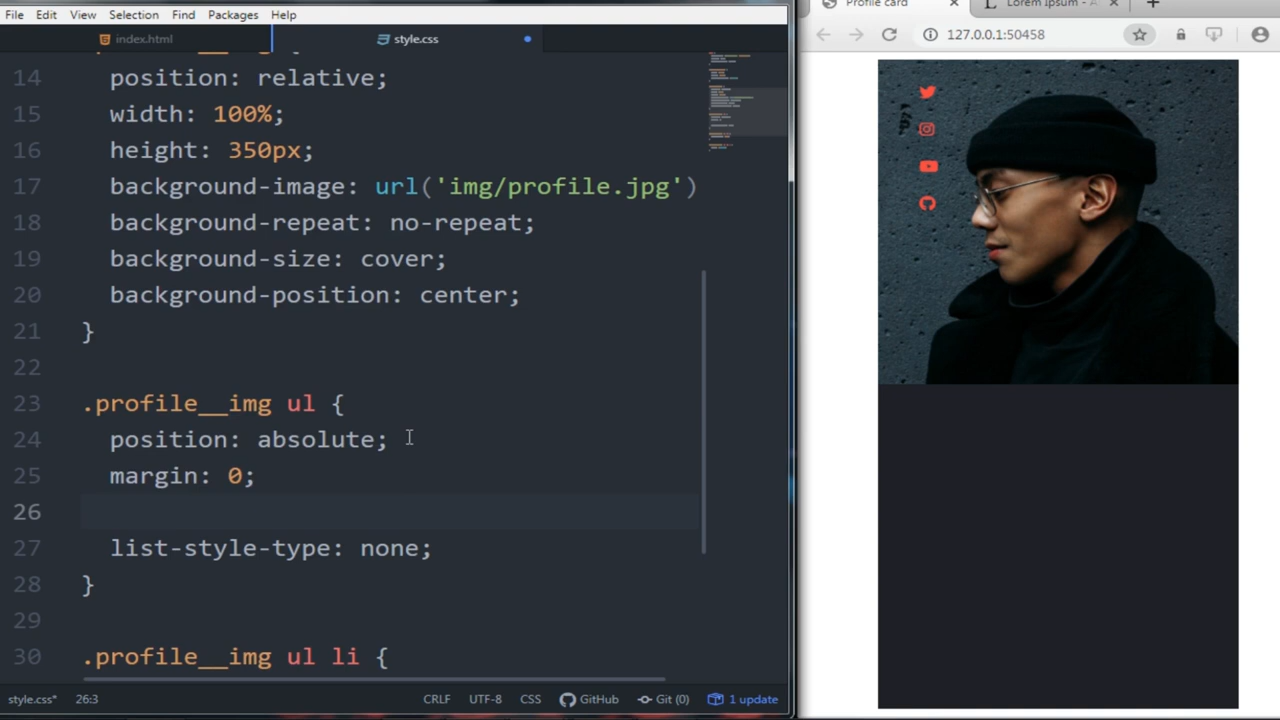 File Edit View Selection Find Packages Help
index.html
style.css
14 position: relative;
15 width: 100%;
16 height: 350px;
17 background-image: url('img/profile.jpg')
18 background-repeat: no-repeat;
19 background-size: cover;
20 background-position: center;
21 }
22
23 .profile__img ul {
24 position: absolute;
25 margin: 0;
26
27 list-style-type: none;
28 }
29
30 .profile__img ul li {
style.css* 26:3 CRLF UTF-8 CSS GitHub Git (0) 1 update
Profile card
Lorem Ipsum - A
127.0.0.1:50458